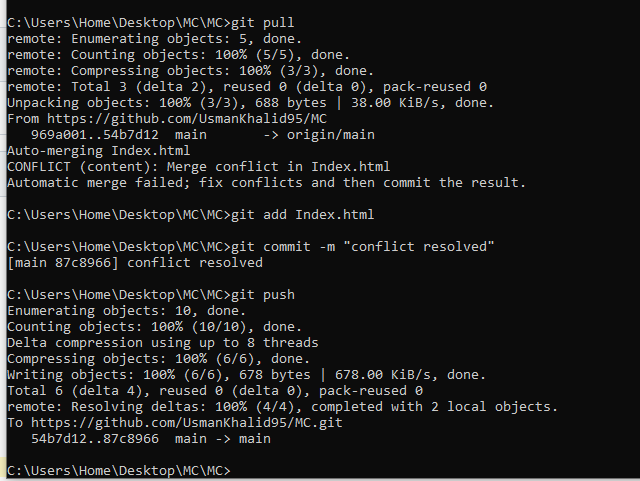 C:\Users\Home\Desktop\MC\MC>git pull
remote: Enumerating objects: 5, done.
remote: Counting objects: 100% (5/5), done.
remote: Compressing objects: 100% (3/3), done.
remote: Total 3 (delta 2), reused 0 (delta 0), pack-reused 0
Unpacking objects: 100% (3/3), 688 bytes | 38.00 KiB/s, done.
From https://github.com/UsmanKhalid95/MC
   969a001..54b7d12  main       -> origin/main
Auto-merging Index.html
CONFLICT (content): Merge conflict in Index.html
Automatic merge failed; fix conflicts and then commit the result.
C:\Users\Home\Desktop\MC\MC>git add Index.html
C:\Users\Home\Desktop\MC\MC>git commit -m "conflict resolved"
[main 87c8966] conflict resolved
C:\Users\Home\Desktop\MC\MC>git push
Enumerating objects: 10, done.
Counting objects: 100% (10/10), done.
Delta compression using up to 8 threads
Compressing objects: 100% (6/6), done.
Writing objects: 100% (6/6), 678 bytes | 678.00 KiB/s, done.
Total 6 (delta 4), reused 0 (delta 0), pack-reused 0
remote: Resolving deltas: 100% (4/4), completed with 2 local objects.
To https://github.com/UsmanKhalid95/MC.git
   54b7d12..87c8966  main -> main
C:\Users\Home\Desktop\MC\MC>